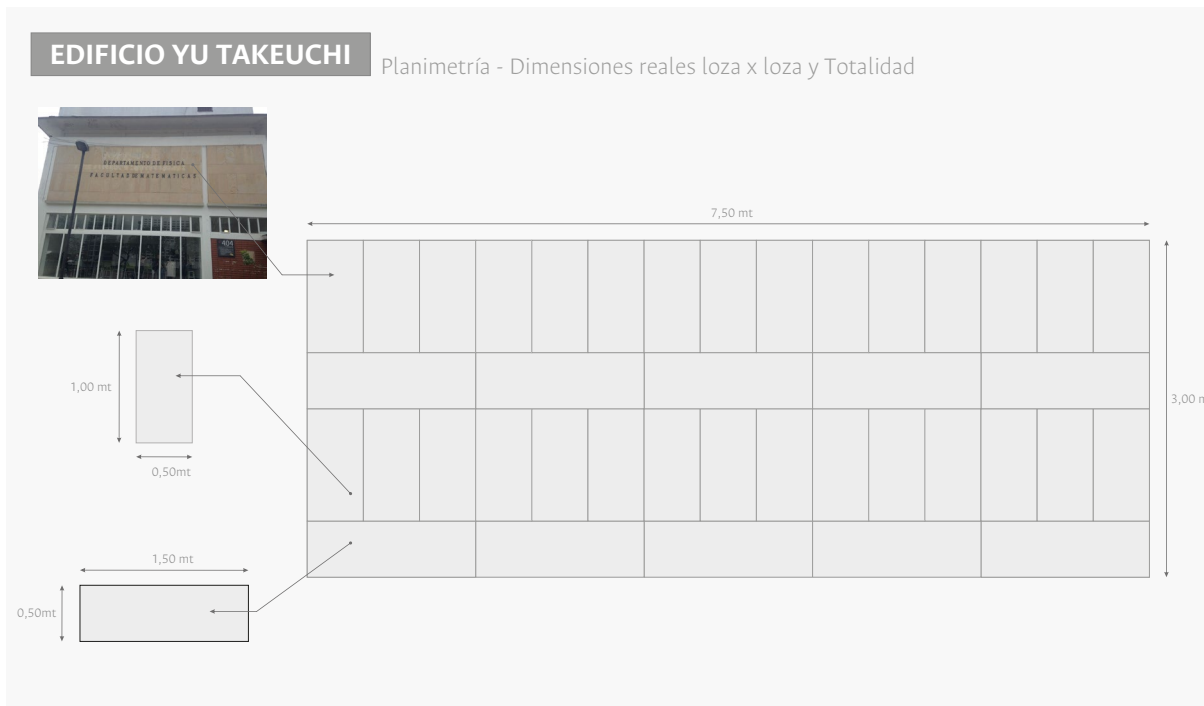 EDIFICIO YU TAKEUCHI
Planimetría - Dimensiones reales loza x loza y Totalidad
DEPARTAMENTO DE FISICA
FACULTAD DE MATEMATICAS
404
7,50 mt
3,00 m
1,00 mt
0,50mt
1,50 mt
0,50mt